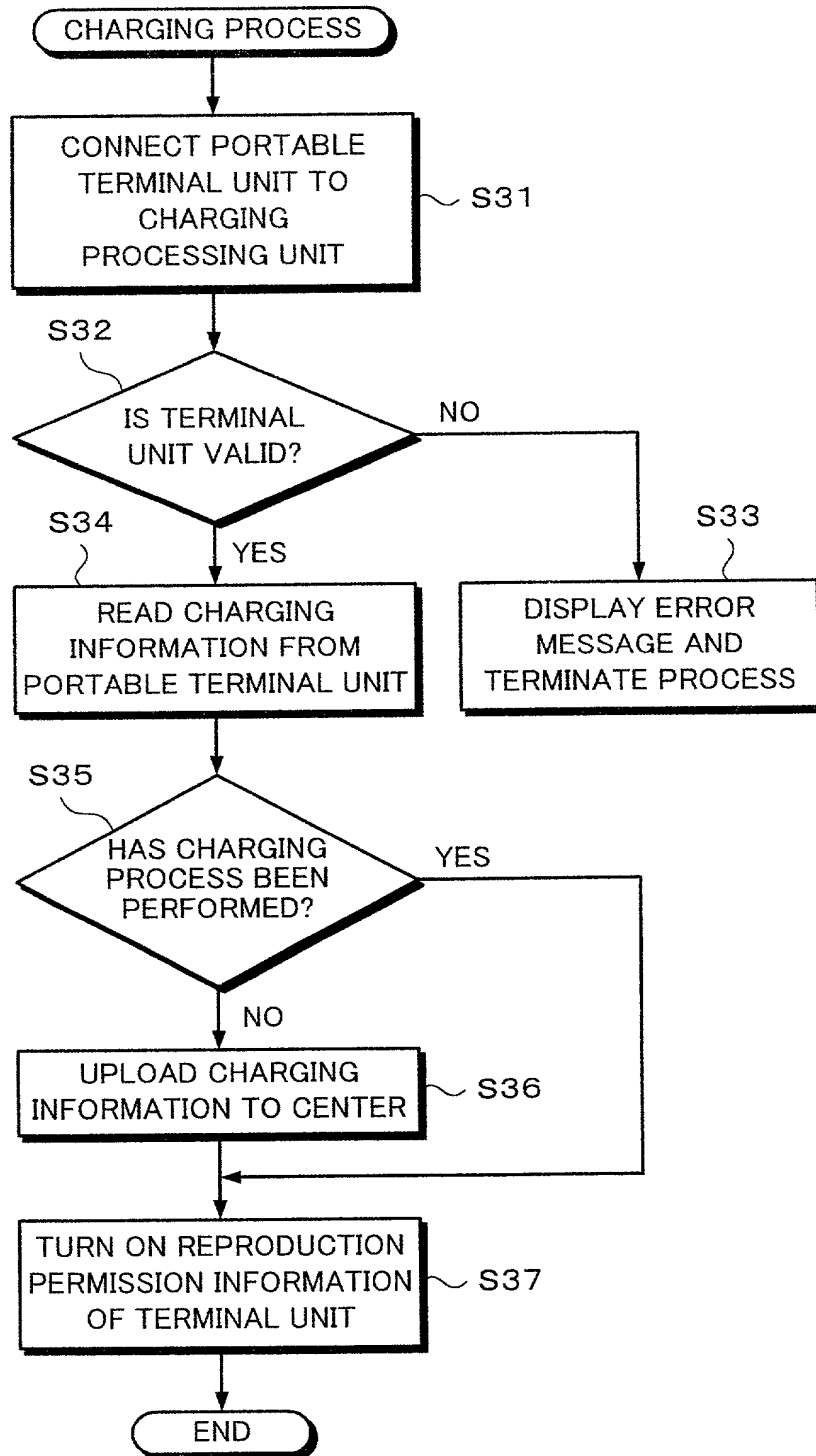 CHARGING PROCESS
CONNECT PORTABLE
TERMINAL UNIT TO
CHARGING
PROCESSING UNIT
S31
S32
IS TERMINAL
UNIT VALID?
NO
S34
YES
S33
READ CHARGING
INFORMATION FROM
PORTABLE TERMINAL UNIT
DISPLAY ERROR
MESSAGE AND
TERMINATE PROCESS
S35
HAS CHARGING
PROCESS BEEN
PERFORMED?
YES
NO
UPLOAD CHARGING
INFORMATION TO CENTER
S36
TURN ON REPRODUCTION
PERMISSION INFORMATION
OF TERMINAL UNIT
S37
END